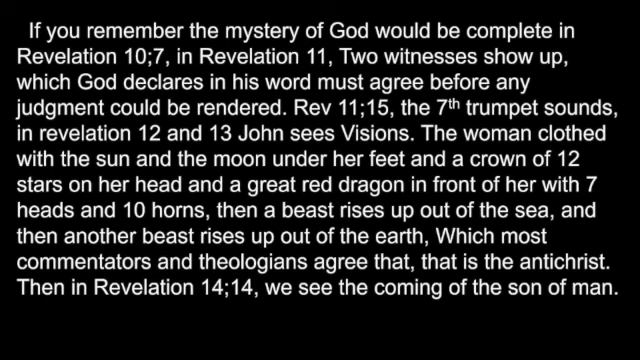 If you remember the mystery of God would be complete in
Revelation 10;7, in Revelation 11, Two witnesses show up,
which God declares in his word must agree before any
judgment could be rendered. Rev 11;15, the 7th trumpet sounds,
in revelation 12 and 13 John sees Visions. The woman clothed
with the sun and the moon under her feet and a crown of 12
stars on her head and a great red dragon in front of her with 7
heads and 10 horns, then a beast rises up out of the sea, and
then another beast rises up out of the earth, Which most
commentators and theologians agree that, that is the antichrist.
Then in Revelation 14;14, we see the coming of the son of man.